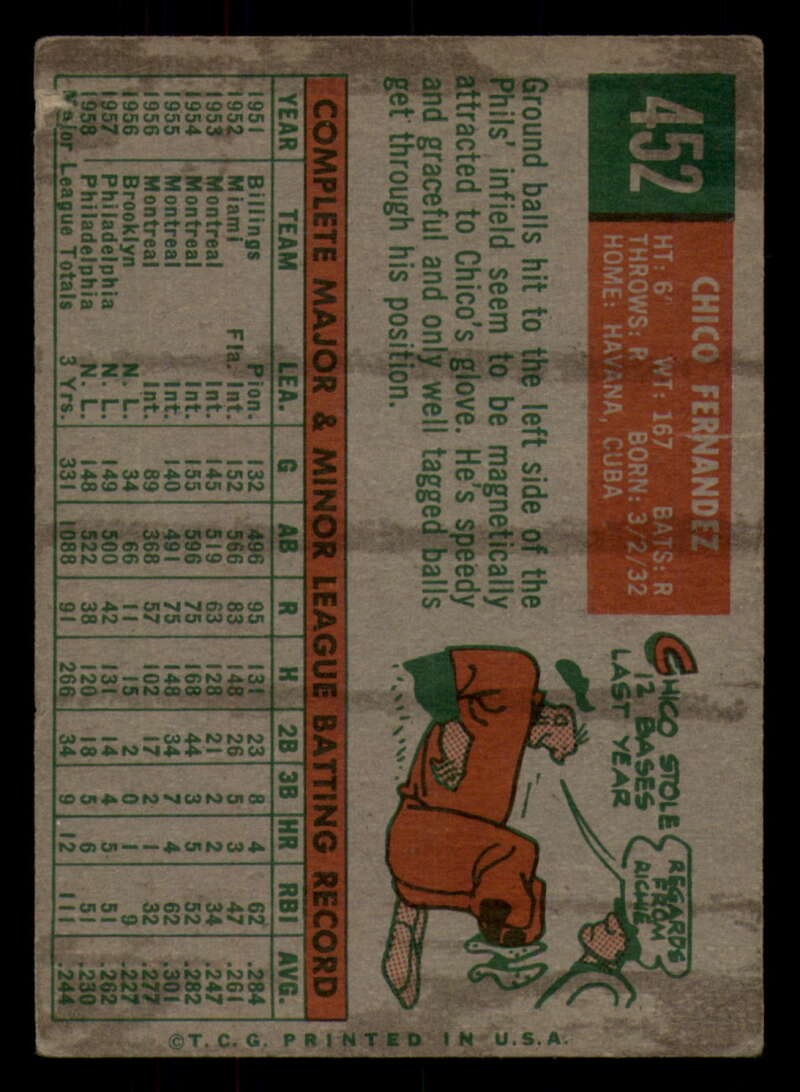 452
CHICO FERNANDEZ
HT: 6' WT: 167 BATS: R
THROWS: R BORN: 3/2/32
HOME: HAVANA, CUBA
Ground balls hit to the left side of the
Phils' infield seem to be magnetically
attracted to Chico's glove. He's speedy
and graceful and only well tagged balls
get through his position.
CHICO STOLE
12 BASES
LAST YEAR
REGARDS
FROM
RICHIE
COMPLETE MAJOR & MINOR LEAGUE BATTING RECORD
YEAR TEAM LEA. G AB R H 2B 3B HR RBI AVG.
1951 Billings Pion. 132 496 95 131 23 8 4 62 .284
1952 Miami Fla. Int. 152 566 83 148 26 5 3 47 .261
1953 Montreal Int. 145 519 63 128 21 2 2 34 .247
1954 Montreal Int. 155 596 75 168 44 3 5 52 .282
1955 Montreal Int. 140 491 75 148 34 7 4 62 .301
1956 Montreal Int. 89 368 57 102 17 2 1 32 .277
1956 Brooklyn N. L. 34 66 11 15 2 0 1 9 .227
1957 Philadelphia N. L. 149 500 42 131 14 4 5 51 .262
1958 Philadelphia N. L. 148 522 38 120 18 5 6 51 .230
Major League Totals 3 Yrs. 331 1088 91 266 34 9 12 111 .244
©T.C.G. PRINTED IN U.S.A.